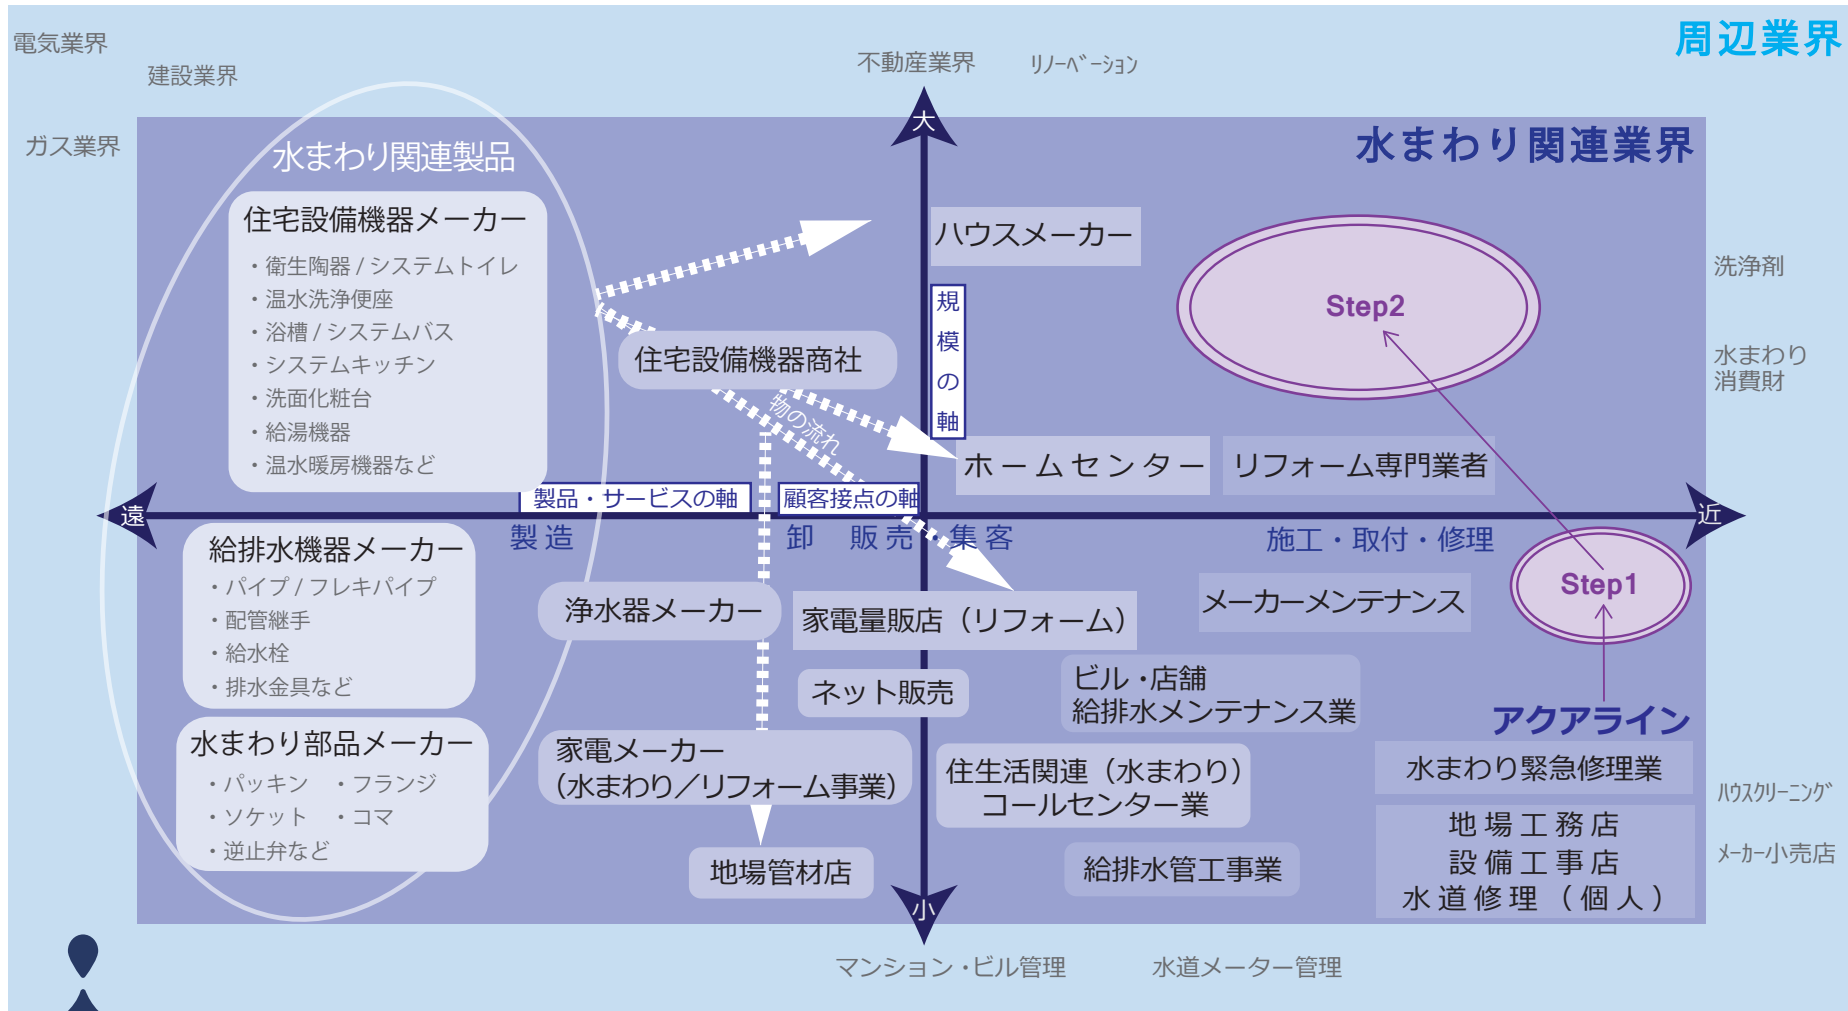 周辺業界
電気業界
建設業界
ガス業界
不動産業界
リノベーション
水まわり関連業界
水まわり関連製品
大
住宅設備機器メーカー
・衛生陶器 / システムトイレ
・温水洗浄便座
・浴槽 / システムバス
・システムキッチン
・洗面化粧台
・給湯機器
・温水暖房機器など
ハウスメーカー
規模の軸
住宅設備機器商社
物の流れ
Step2
洗浄剤
水まわり
消費財
ホームセンター
リフォーム専門業者
製品・サービスの軸
顧客接点の軸
遠
近
製造
卸
販売・集客
施工・取付・修理
給排水機器メーカー
・パイプ / フレキパイプ
・配管継手
・給水栓
・排水金具など
浄水器メーカー
家電量販店（リフォーム）
メーカーメンテナンス
Step1
ネット販売
ビル・店舗
給排水メンテナンス業
アクアライン
水まわり部品メーカー
・パッキン ・フランジ
・ソケット ・コマ
・逆止弁など
家電メーカー
（水まわり／リフォーム事業）
住生活関連（水まわり）
コールセンター業
水まわり緊急修理業
地場工務店
設備工事店
水道修理（個人）
ハウスクリーニング
メーカー小売店
地場管材店
給排水管工事業
小
マンション・ビル管理
水道メーター管理